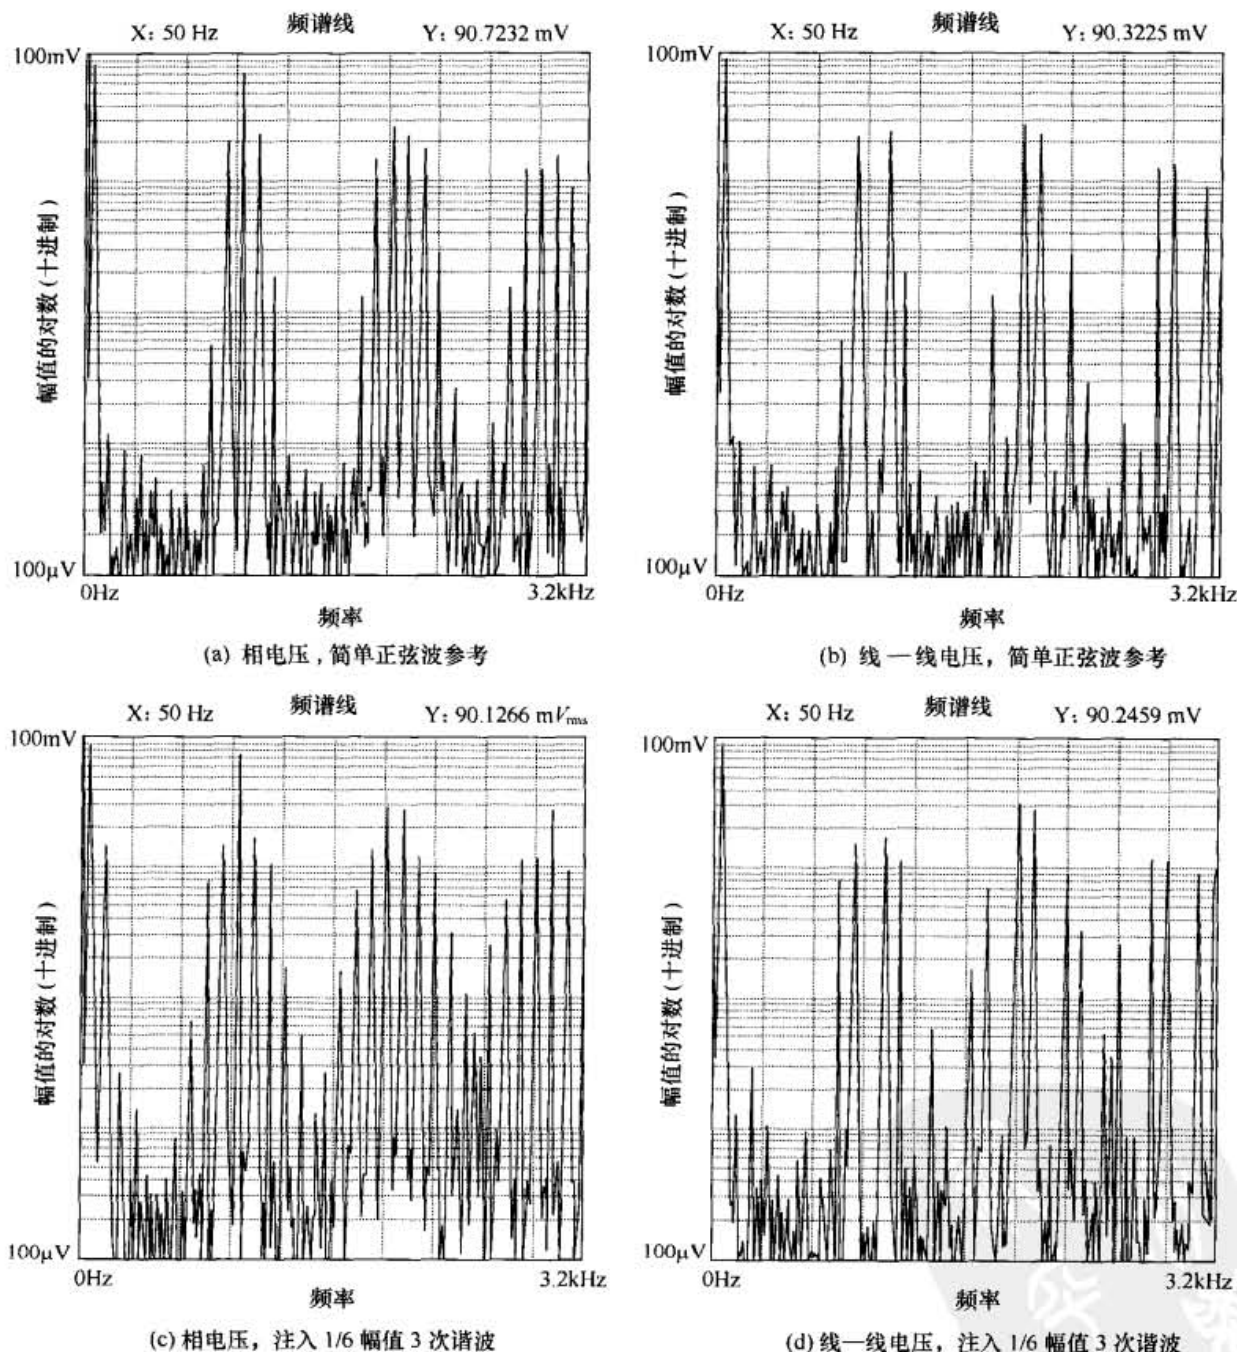 频谱线
X: 50 Hz
Y: 90.7232 mV
100mV
幅值的对数(十进制)
100μV
0Hz
3.2kHz
频率
(a) 相电压,简单正弦波参考
频谱线
X: 50 Hz
Y: 90.3225 mV
100mV
幅值的对数(十进制)
100μV
0Hz
3.2kHz
频率
(b) 线—线电压,简单正弦波参考
频谱线
X: 50 Hz
Y: 90.1266 mVrms
100mV
幅值的对数(十进制)
100μV
0Hz
3.2kHz
频率
(c) 相电压,注入 1/6 幅值 3 次谐波
频谱线
X: 50 Hz
Y: 90.2459 mV
100mV
幅值的对数(十进制)
100μV
0Hz
3.2kHz
频率
(d) 线—线电压,注入 1/6 幅值 3 次谐波